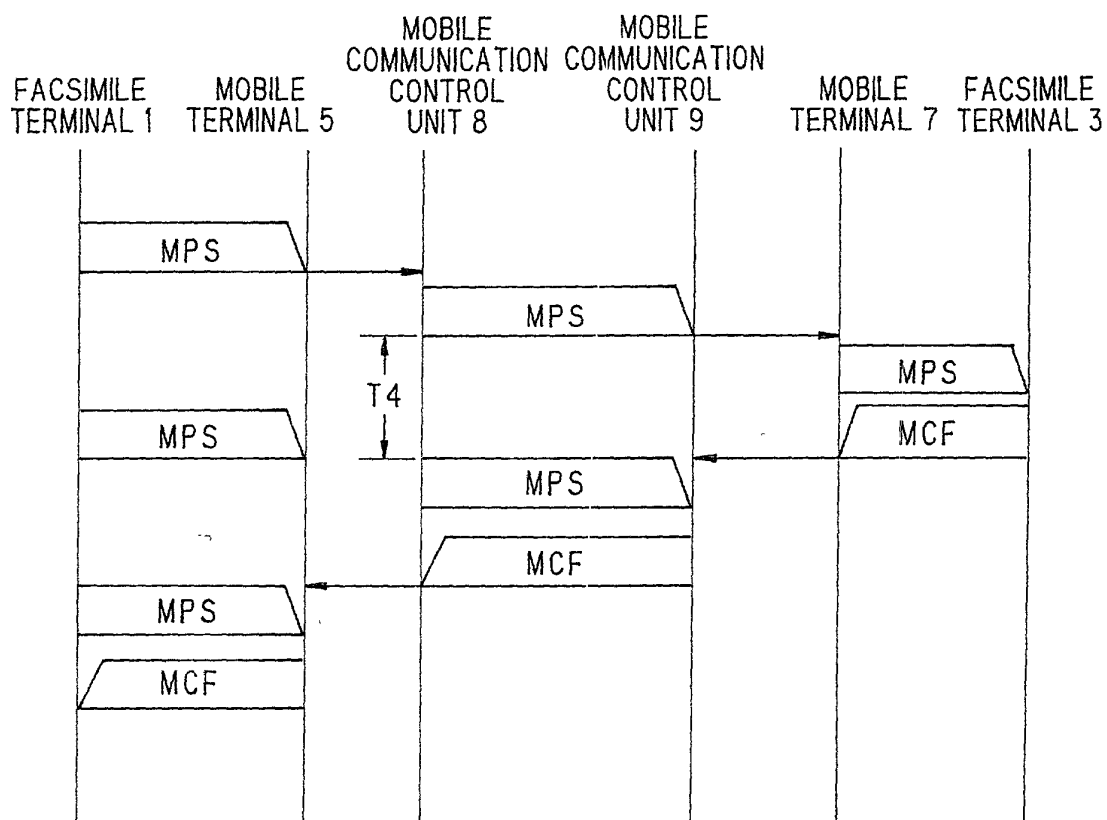 FACSIMILE
TERMINAL 1
MOBILE
TERMINAL 5
MOBILE
COMMUNICATION
CONTROL
UNIT 8
MOBILE
COMMUNICATION
CONTROL
UNIT 9
MOBILE
TERMINAL 7
FACSIMILE
TERMINAL 3
MPS
MPS
MPS
T4
MPS
MCF
MPS
MCF
MPS
MCF